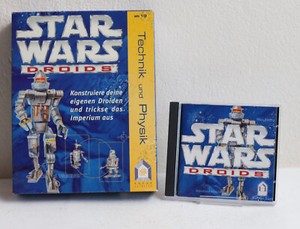 STAR
WARS
DROIDS
Konstruiere deine
eigenen Droiden
und trickse das
Imperium aus
Technik und Physik
STAR
WARS
DROIDS